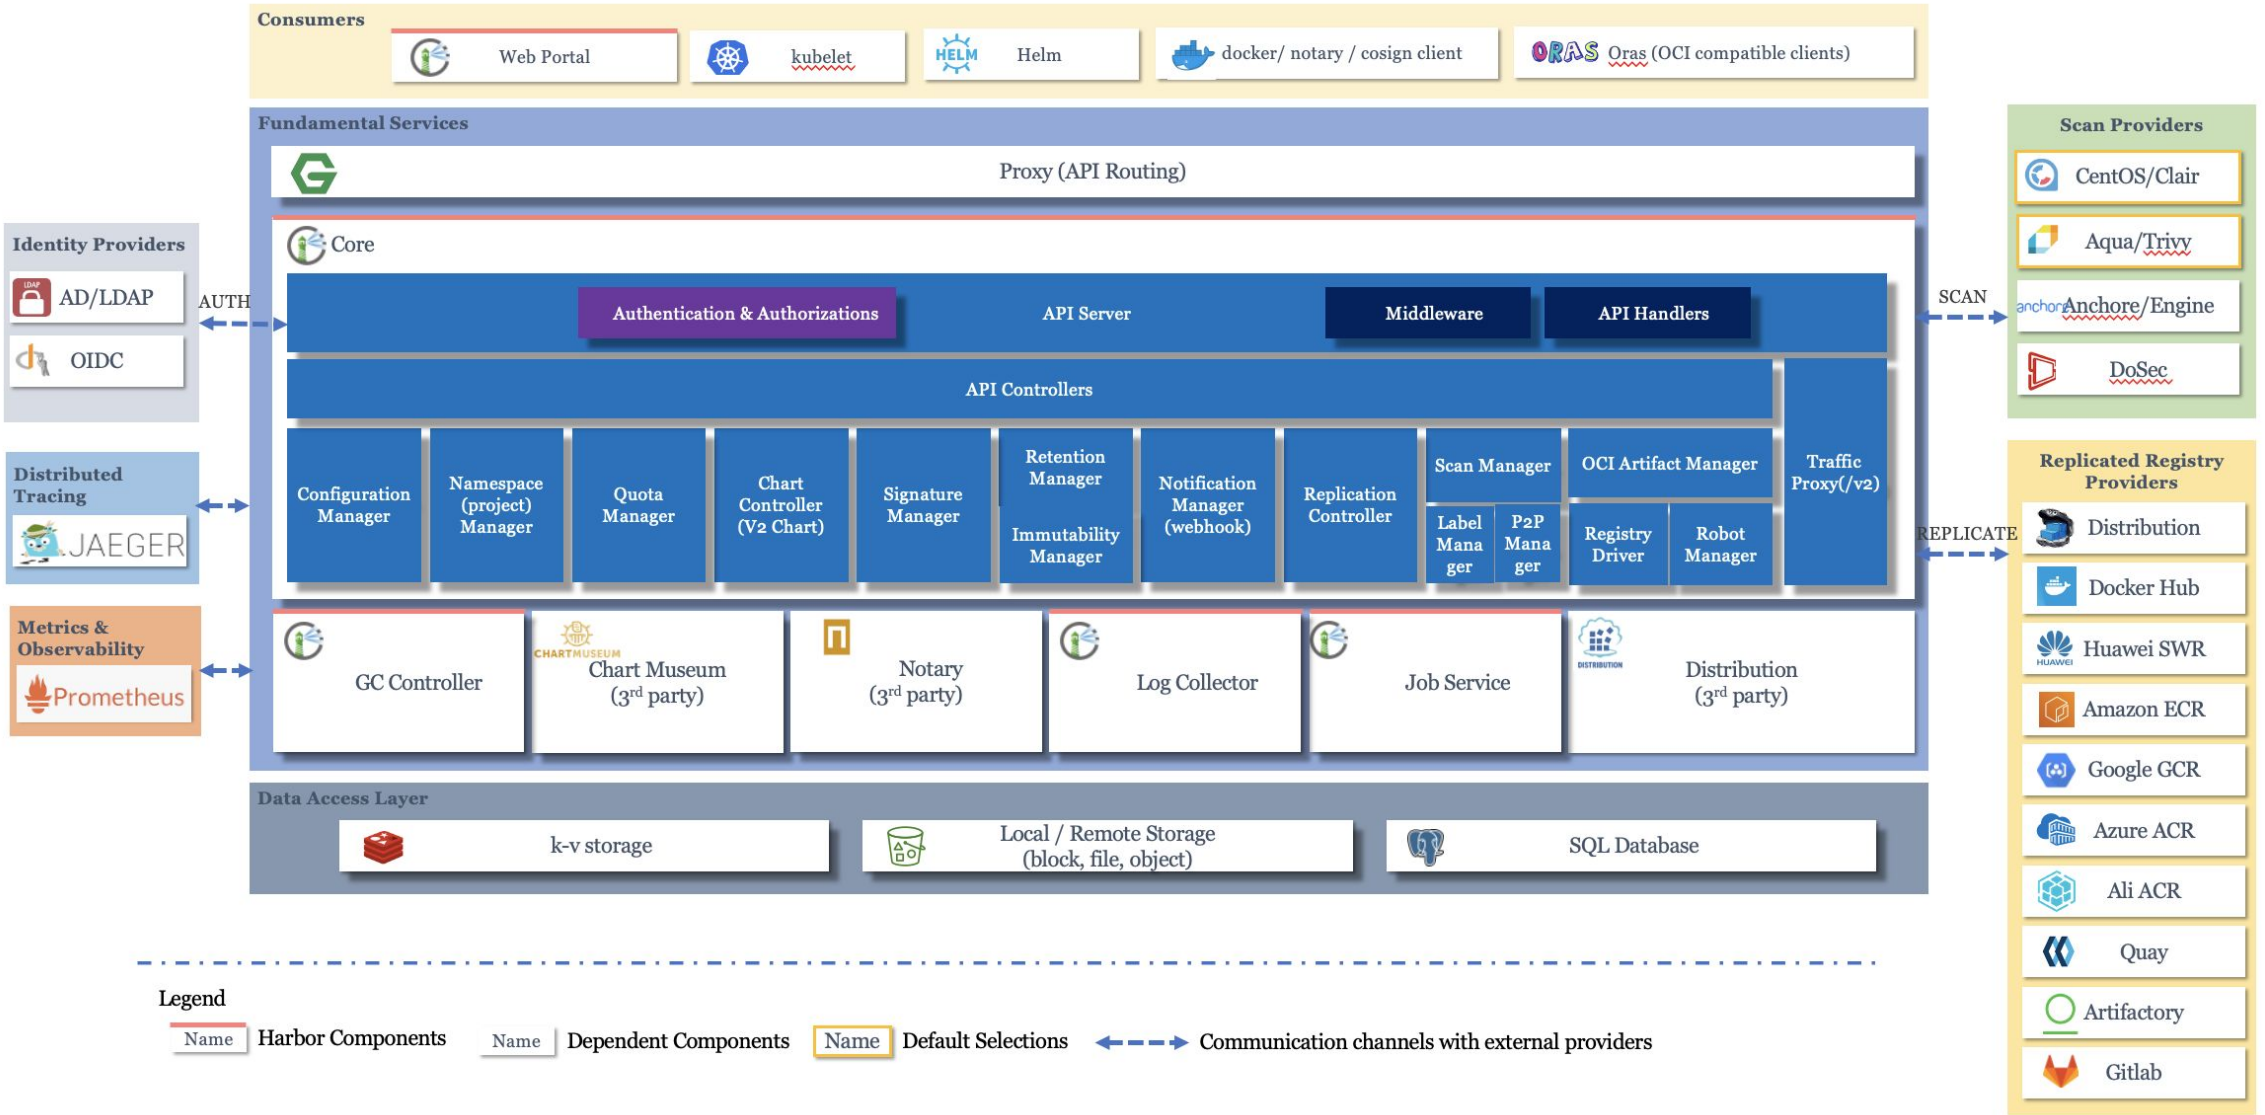 Consumers
Web Portal
kubelet
HELM
Helm
docker/ notary / cosign client
ORAS
Oras (OCI compatible clients)
Fundamental Services
Proxy (API Routing)
Core
Authentication & Authorizations
API Server
Middleware
API Handlers
API Controllers
Configuration
Manager
Namespace
(project)
Manager
Quota
Manager
Chart
Controller
(V2 Chart)
Signature
Manager
Retention
Manager
Immutability
Manager
Notification
Manager
(webhook)
Replication
Controller
Scan Manager
Label
Mana
ger
P2P
Mana
ger
OCI Artifact Manager
Registry
Driver
Robot
Manager
Traffic
Proxy(/v2)
GC Controller
CHARTMUSEUM
Chart Museum
(3rd party)
Notary
(3rd party)
Log Collector
Job Service
DISTRIBUTION
Distribution
(3rd party)
Data Access Layer
k-v storage
Local / Remote Storage
(block, file, object)
SQL Database
Identity Providers
LDAP
AD/LDAP
OIDC
AUTH
Distributed
Tracing
JAEGER
Metrics &
Observability
Prometheus
Scan Providers
CentOS/Clair
Aqua/Trivy
anchore
Anchore/Engine
DoSec
SCAN
Replicated Registry
Providers
REPLICATE
Distribution
Docker Hub
HUAWEI
Huawei SWR
Amazon ECR
Google GCR
Azure ACR
Ali ACR
Quay
Artifactory
Gitlab
Legend
Name
Harbor Components
Name
Dependent Components
Name
Default Selections
Communication channels with external providers